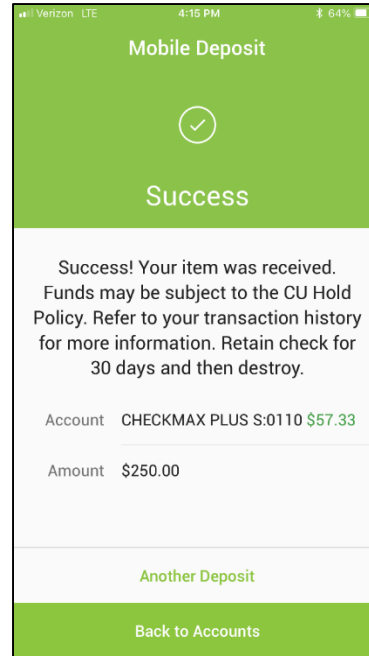 Verizon LTE 4:15 PM 64%
Mobile Deposit
Success
Success! Your item was received.
Funds may be subject to the CU Hold
Policy. Refer to your transaction history
for more information. Retain check for
30 days and then destroy.
Account CHECKMAX PLUS S:0110 $57.33
Amount $250.00
Another Deposit
Back to Accounts